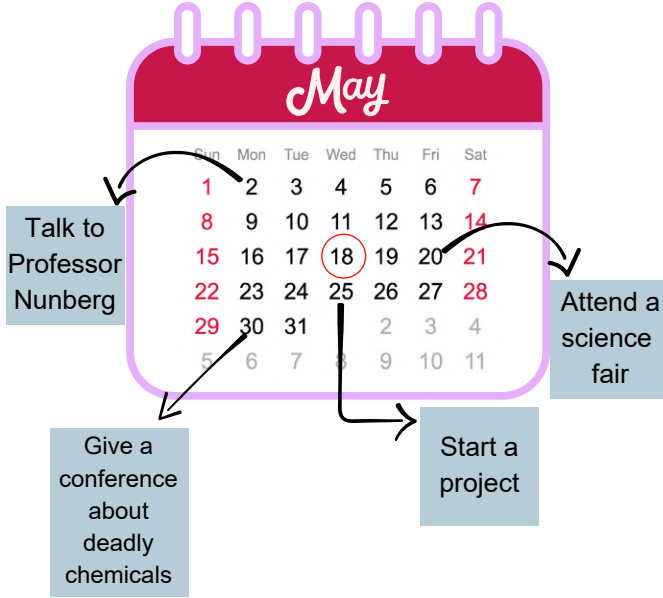 May
Sun Mon Tue Wed Thu Fri Sat
1 2 3 4 5 6 7
8 9 10 11 12 13 14
15 16 17 18 19 20 21
22 23 24 25 26 27 28
29 30 31 2 3 4
5 6 7 8 9 10 11
Talk to
Professor
Nunberg
Attend a
science
fair
Start a
project
Give a
conference
about
deadly
chemicals